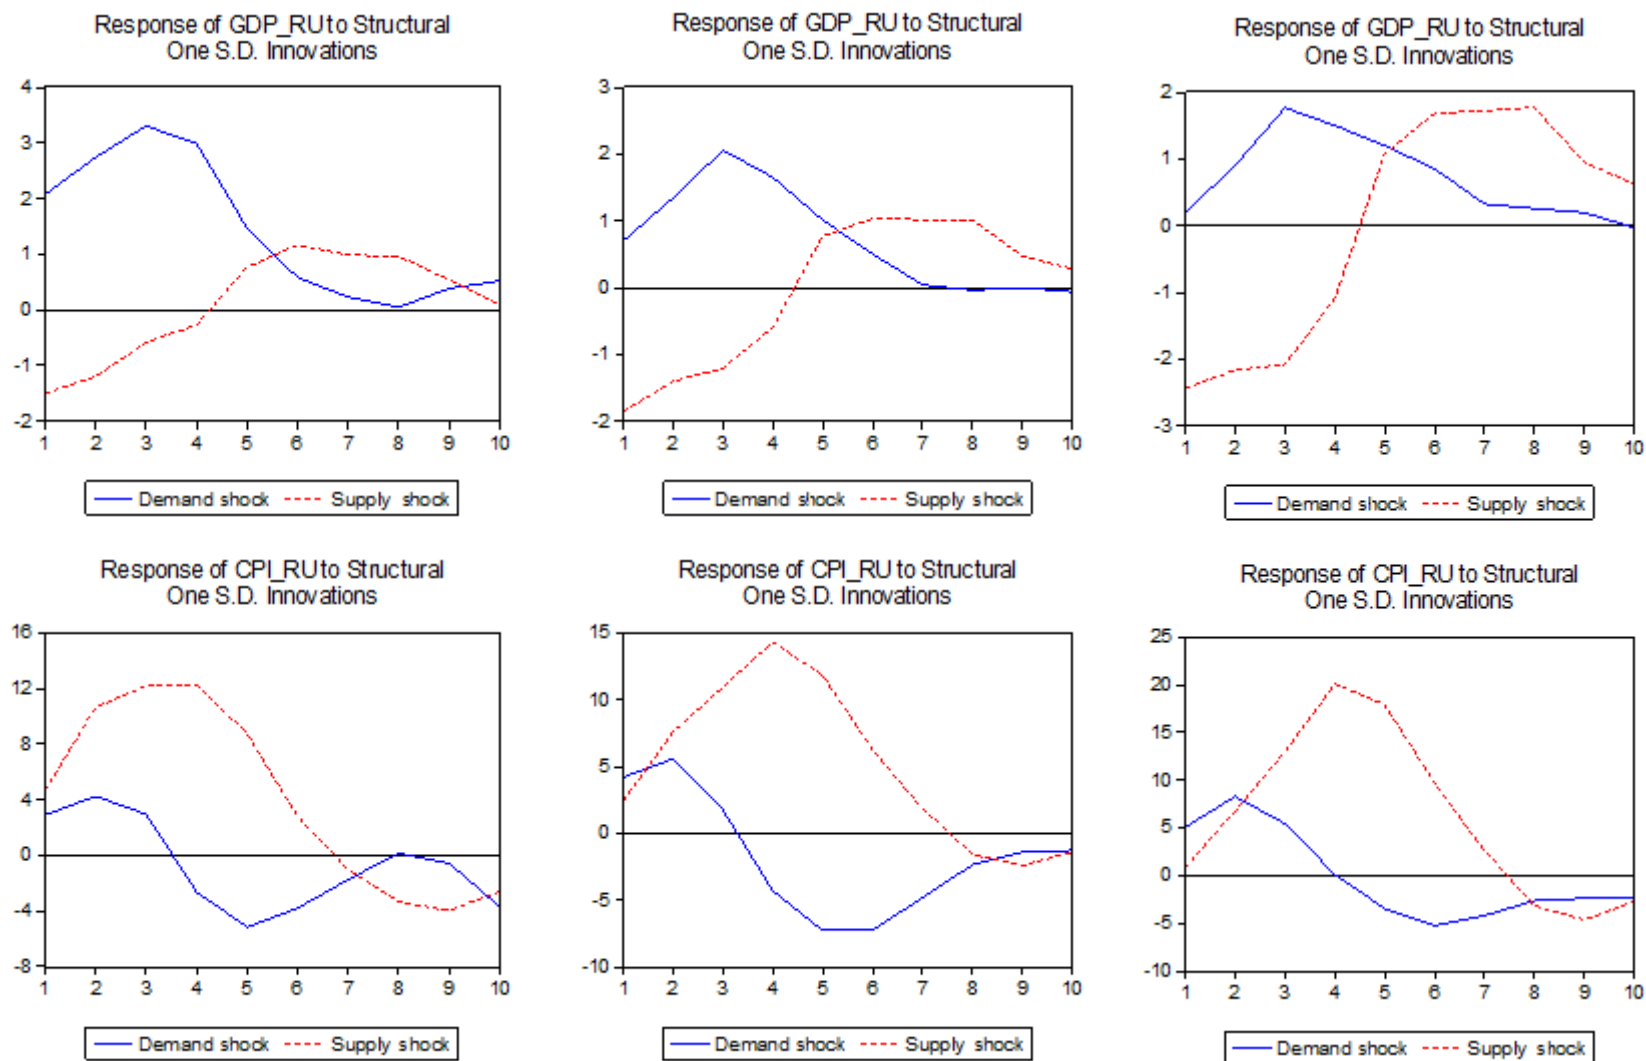 Response of GDP_RU to Structural
One S.D. Innovations
4
3
2
1
0
-1
-2
1 2 3 4 5 6 7 8 9 10
Demand shock Supply shock
Response of GDP_RU to Structural
One S.D. Innovations
3
2
1
0
-1
-2
1 2 3 4 5 6 7 8 9 10
Demand shock Supply shock
Response of GDP_RU to Structural
One S.D. Innovations
2
1
0
-1
-2
-3
1 2 3 4 5 6 7 8 9 10
Demand shock Supply shock
Response of CPI_RU to Structural
One S.D. Innovations
16
12
8
4
0
-4
-8
1 2 3 4 5 6 7 8 9 10
Demand shock Supply shock
Response of CPI_RU to Structural
One S.D. Innovations
15
10
5
0
-5
-10
1 2 3 4 5 6 7 8 9 10
Demand shock Supply shock
Response of CPI_RU to Structural
One S.D. Innovations
25
20
15
10
5
0
-5
-10
1 2 3 4 5 6 7 8 9 10
Demand shock Supply shock